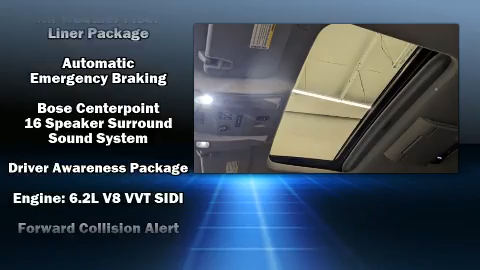 Liner Package
Automatic
Emergency Braking
Bose Centerpoint
16 Speaker Surround
Sound System
Driver Awareness Package
Engine: 6.2L V8 VVT SIDI
Forward Collision Alert